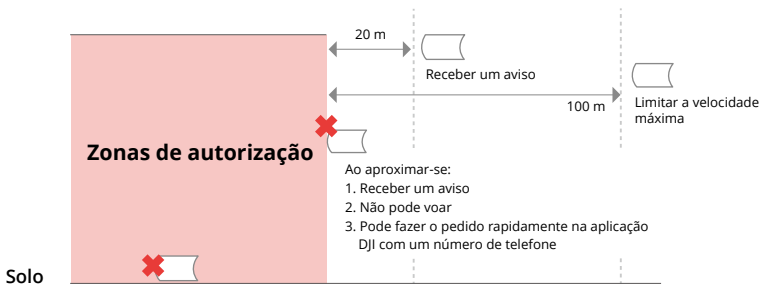 20 m
Receber um aviso
100 m
Limitar a velocidade
máxima
Zonas de autorização
Ao aproximar-se:
1. Receber um aviso
2. Não pode voar
3. Pode fazer o pedido rapidamente na aplicação
DJI com um número de telefone
Solo